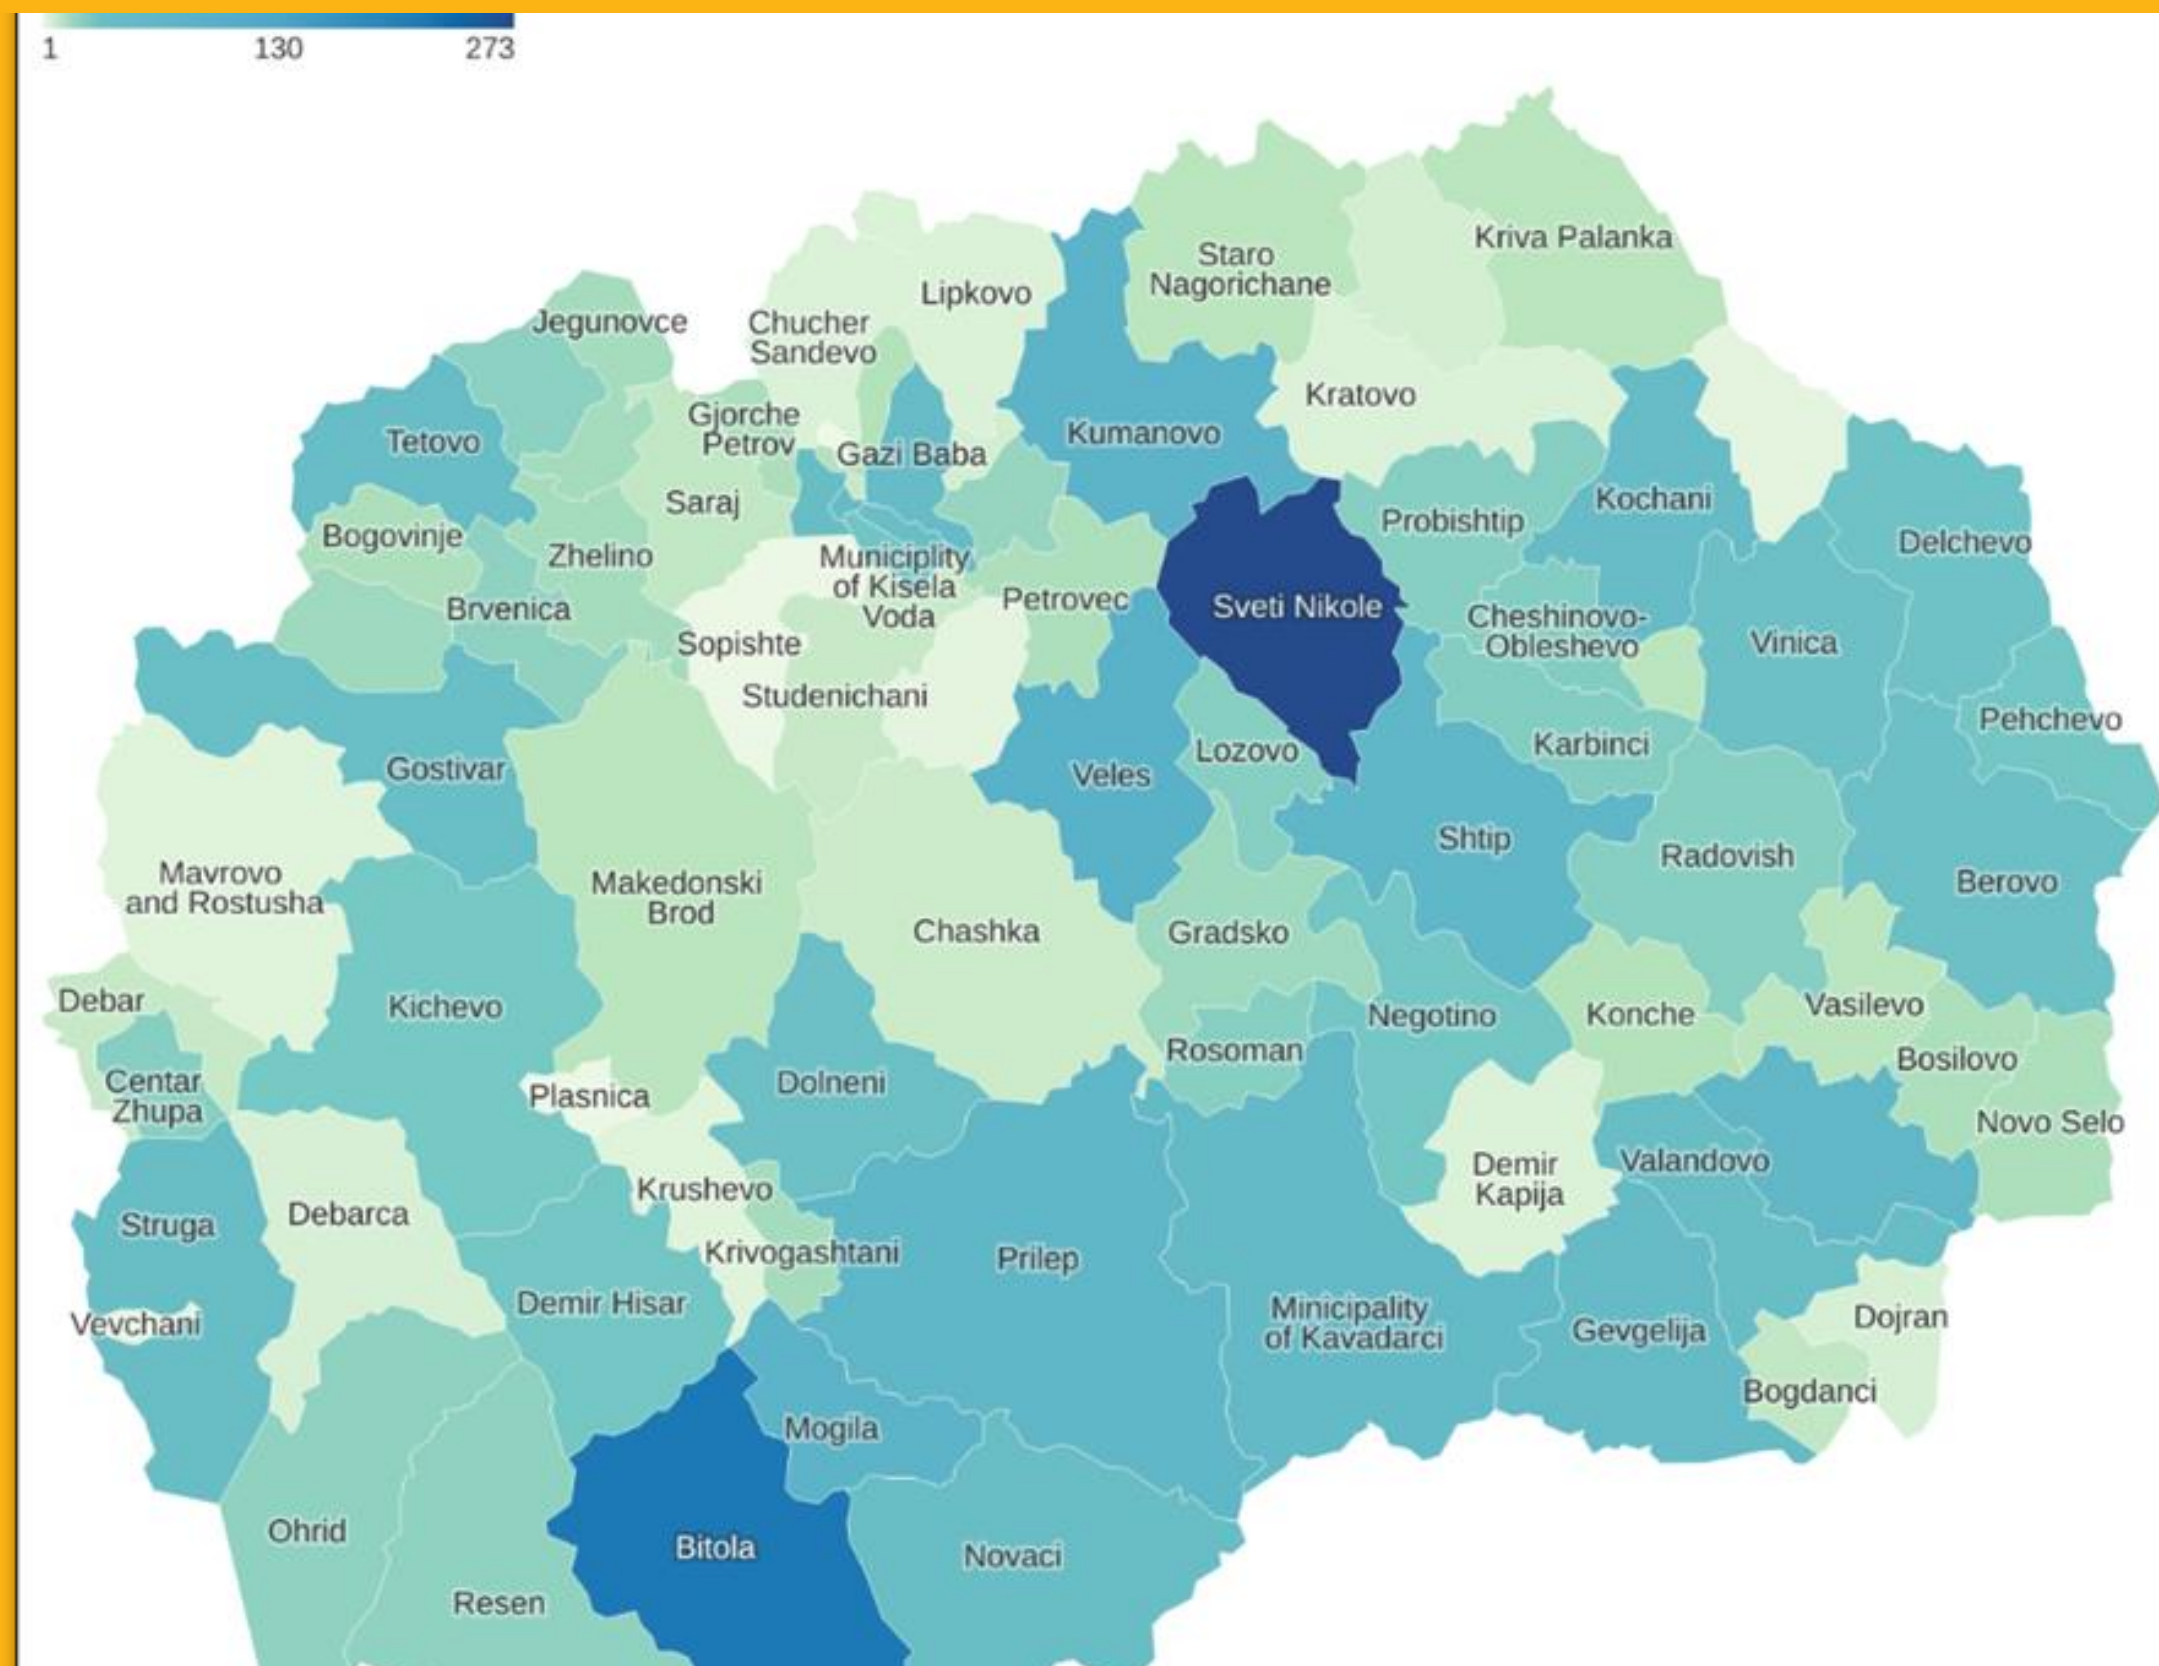 1 130 273
Kriva Palanka
Staro
Nagorichane
Lipkovo
Jegunovce
Chucher
Sandevo
Kratovo
Gjorche
Petrov
Tetovo
Kumanovo
Gazi Baba
Saraj
Kochani
Probishtip
Bogovinje
Delchevo
Zhelino
Municiplity
of Kisela
Voda
Petrovec
Sveti Nikole
Brvenica
Cheshinovo-
Obleshevo
Sopishte
Vinica
Studenichani
Pehchevo
Karbinci
Lozovo
Gostivar
Veles
Shtip
Radovish
Mavrovo
and Rostusha
Makedonski
Brod
Berovo
Chashka
Gradsko
Debar
Kichevo
Vasilevo
Negotino
Konche
Rosoman
Bosilovo
Centar
Zhupa
Dolneni
Plasnica
Novo Selo
Valandovo
Demir
Kapija
Krushevo
Debarca
Struga
Krivogashtani
Prilep
Demir Hisar
Minicipality
of Kavadarci
Dojran
Vevchani
Gevgelija
Bogdanci
Mogila
Ohrid
Bitola
Novaci
Resen